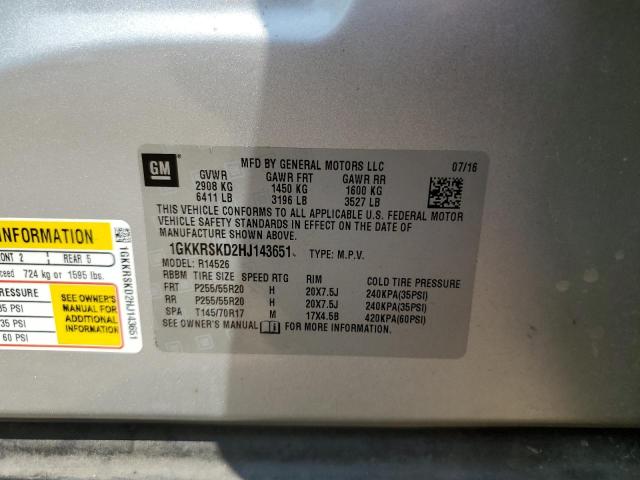 GM
MFD BY GENERAL MOTORS LLC 07/16
GVWR GAWR FRT GAWR RR
2908 KG 1450 KG 1600 KG
6411 LB 3196 LB 3527 LB
THIS VEHICLE CONFORMS TO ALL APPLICABLE U.S. FEDERAL MOTOR
VEHICLE SAFETY STANDARDS IN EFFECT ON THE DATE OF
MANUFACTURE SHOWN ABOVE.
1GKKRSKD2HJ143651 TYPE: M.P.V.
MODEL: R14526
RBBM TIRE SIZE SPEED RTG RIM COLD TIRE PRESSURE
FRT P255/55R20 H 20X7.5J 240KPA(35PSI)
RR P255/55R20 H 20X7.5J 240KPA(35PSI)
SPA T145/70R17 M 17X4.5B 420KPA(60PSI)
SEE OWNER'S MANUAL FOR MORE INFORMATION.
INFORMATION
2 REAR 5
724 kg or 1595 lbs.
PRESSURE
35 PSI
60 PSI
SEE OWNER'S
MANUAL FOR
ADDITIONAL
INFORMATION
1GKKRSKD2HJ143651